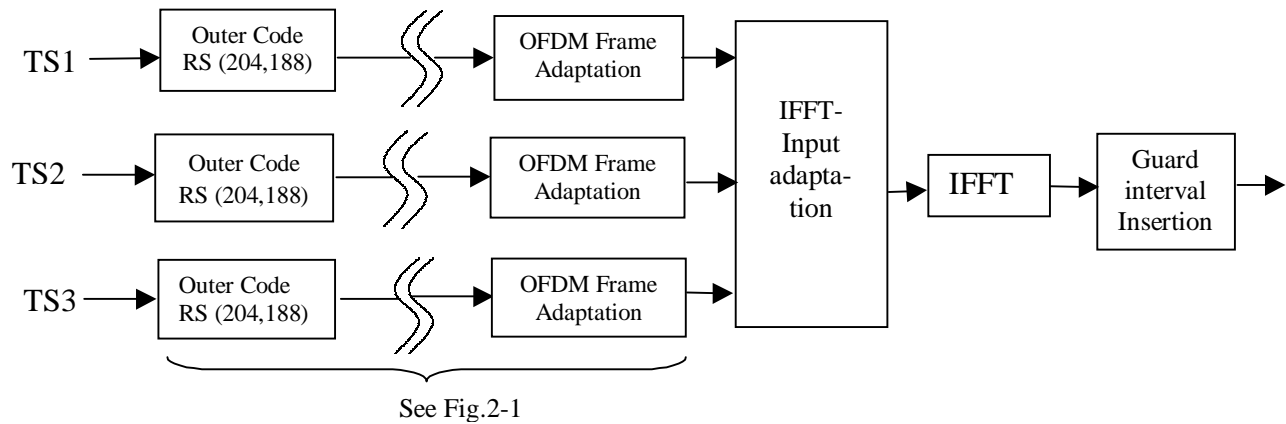 TS1
Outer Code
RS (204,188)
OFDM Frame
Adaptation
TS2
Outer Code
RS (204,188)
OFDM Frame
Adaptation
TS3
Outer Code
RS (204,188)
OFDM Frame
Adaptation
IFFT-
Input
adapta-
tion
IFFT
Guard
interval
Insertion
See Fig.2-1